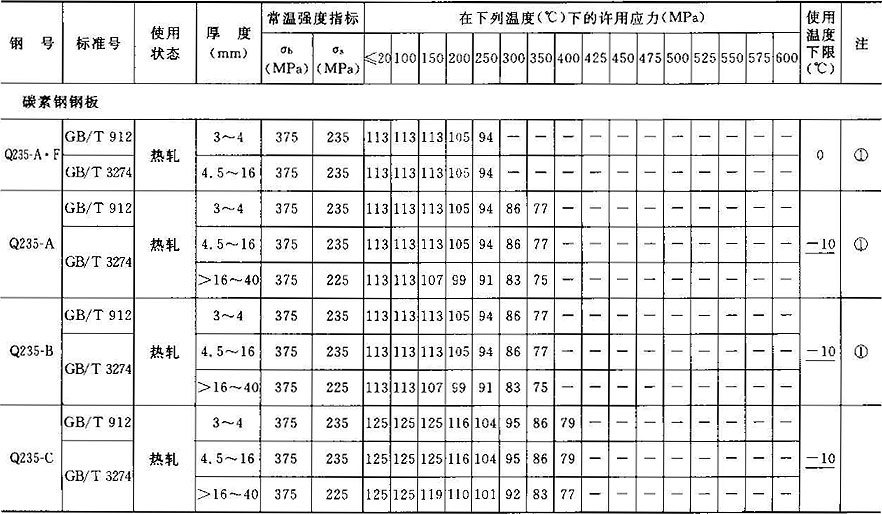 钢 号 标准号 使用状态 厚 度 (mm) 常温强度指标 在下列温度(℃)下的许用应力(MPa) 使用温度下限(℃) 注
σb (MPa) σs (MPa) ≤20 100 150 200 250 300 350 400 425 450 475 500 525 550 575 600
碳素钢钢板
Q235-A·F GB/T 912 热轧 3~4 375 235 113 113 113 105 94 — — — — — — — — — — — 0 ①
GB/T 3274 4.5~16 375 235 113 113 113 105 94 — — — — — — — — — — —
Q235-A GB/T 912 热轧 3~4 375 235 113 113 113 105 94 86 77 — — — — — — — — — -10 ①
GB/T 3274 4.5~16 375 235 113 113 113 105 94 86 77 — — — — — — — — —
>16~40 375 225 113 113 107 99 91 83 75 — — — — — — — — —
Q235-B GB/T 912 热轧 3~4 375 235 113 113 113 105 94 86 77 — — — — — — — — — -10 ①
GB/T 3274 4.5~16 375 235 113 113 113 105 94 86 77 — — — — — — — — —
>16~40 375 225 113 113 107 99 91 83 75 — — — — — — — — —
Q235-C GB/T 912 热轧 3~4 375 235 125 125 125 116 104 95 86 79 — — — — — — — — -10
GB/T 3274 4.5~16 375 235 125 125 125 116 104 95 86 79 — — — — — — — —
>16~40 375 225 125 125 119 110 101 92 83 77 — — — — — — — —